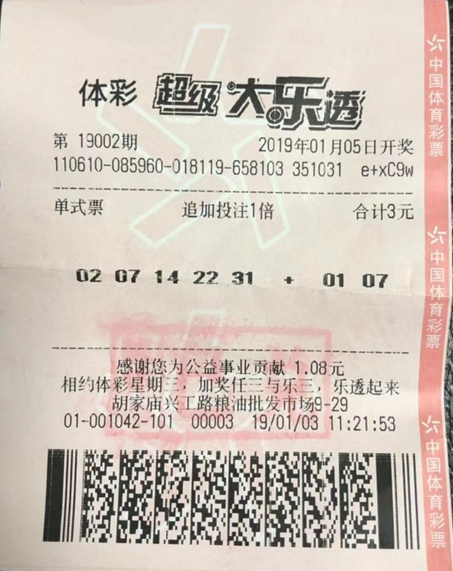 体彩 超级大乐透
第 19002期 2019年01月05日开奖
110610-085960-018119-658103 351031 e+xC9w
单式票 追加投注1倍 合计3元
02 07 14 22 31 + 01 07
感谢您为公益事业贡献 1.08元
相约体彩星期三，加奖任三与乐三，乐透起来
胡家庙兴工路粮油批发市场9-29
01-001042-101 00003 19/01/03 11:21:53
中国体育彩票
中国体育彩票
中国体育彩票